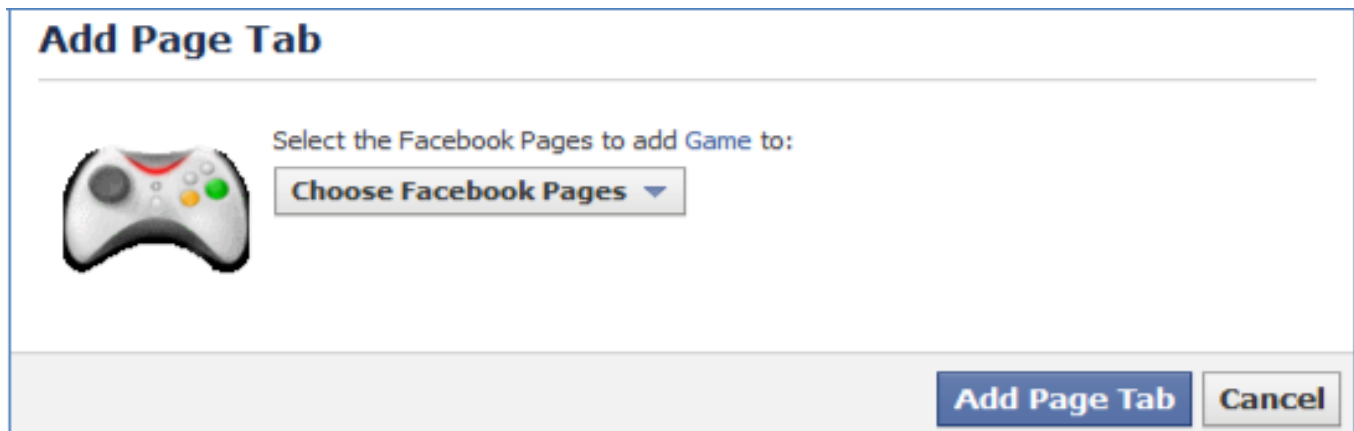 Add Page Tab
Select the Facebook Pages to add Game to:
Choose Facebook Pages
Add Page Tab Cancel